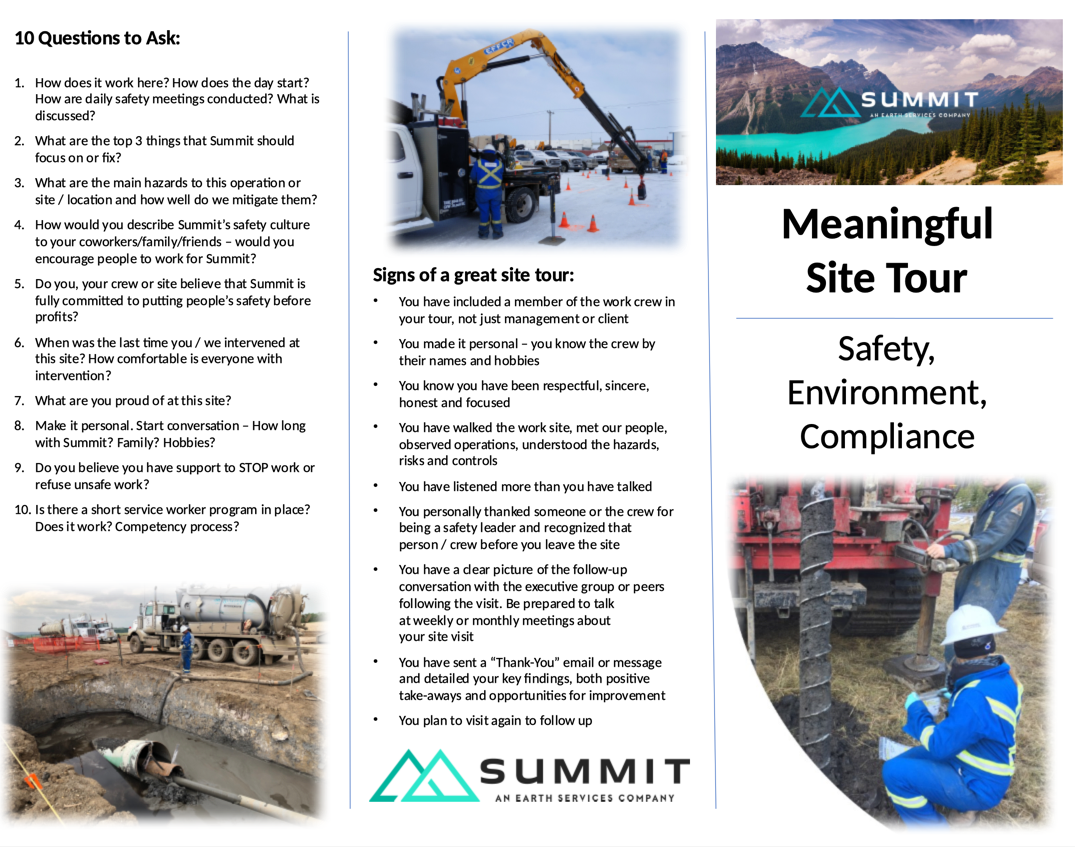 10 Questions to Ask:
1. How does it work here? How does the day start?
How are daily safety meetings conducted? What is
discussed?
2. What are the top 3 things that Summit should
focus on or fix?
3. What are the main hazards to this operation or
site / location and how well do we mitigate them?
4. How would you describe Summit’s safety culture
to your coworkers/family/friends – would you
encourage people to work for Summit?
5. Do you, your crew or site believe that Summit is
fully committed to putting people’s safety before
profits?
6. When was the last time you / we intervened at
this site? How comfortable is everyone with
intervention?
7. What are you proud of at this site?
8. Make it personal. Start conversation – How long
with Summit? Family? Hobbies?
9. Do you believe you have support to STOP work or
refuse unsafe work?
10. Is there a short service worker program in place?
Does it work? Competency process?
EFFER
Signs of a great site tour:
• You have included a member of the work crew in
your tour, not just management or client
• You made it personal – you know the crew by
their names and hobbies
• You know you have been respectful, sincere,
honest and focused
• You have walked the work site, met our people,
observed operations, understood the hazards,
risks and controls
• You have listened more than you have talked
• You personally thanked someone or the crew for
being a safety leader and recognized that
person / crew before you leave the site
• You have a clear picture of the follow-up
conversation with the executive group or peers
following the visit. Be prepared to talk
at weekly or monthly meetings about
your site visit
• You have sent a “Thank-You” email or message
and detailed your key findings, both positive
take-aways and opportunities for improvement
• You plan to visit again to follow up
SUMMIT
AN EARTH SERVICES COMPANY
SUMMIT
AN EARTH SERVICES COMPANY
Meaningful
Site Tour
Safety,
Environment,
Compliance